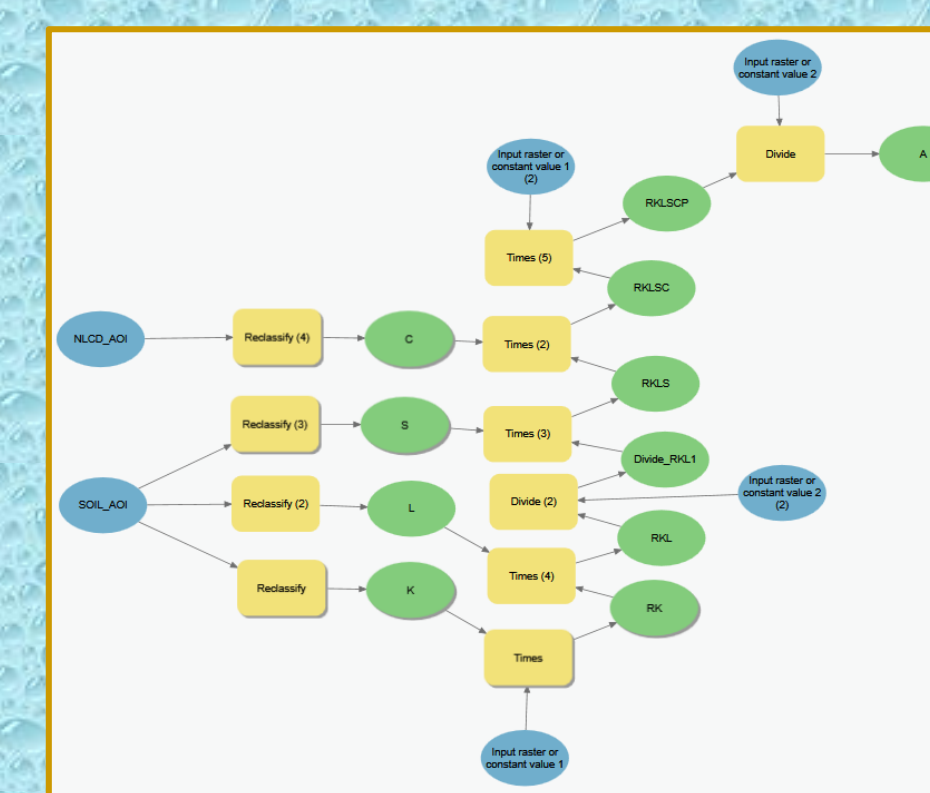 Input raster or
constant value 2
Divide
A
Input raster or
constant value 1
(2)
RKLSCP
Times (5)
RKLSC
NLCD_AOI
Reclassify (4)
C
Times (2)
RKLS
Reclassify (3)
S
Times (3)
Divide_RKL1
SOIL_AOI
Reclassify (2)
L
Divide (2)
Input raster or
constant value 2
(2)
RKL
Times (4)
Reclassify
K
RK
Times
Input raster or
constant value 1